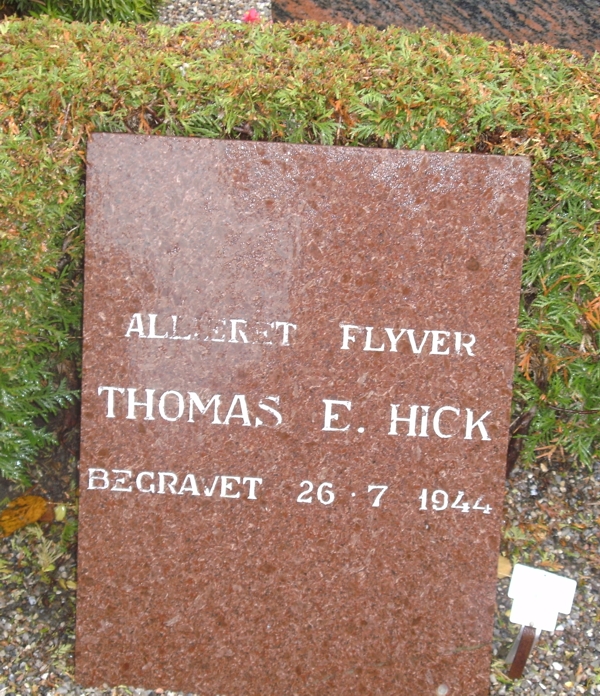 ALLIERET FLYVER
THOMAS E. HICK
BEGRAVET 26·7 1944